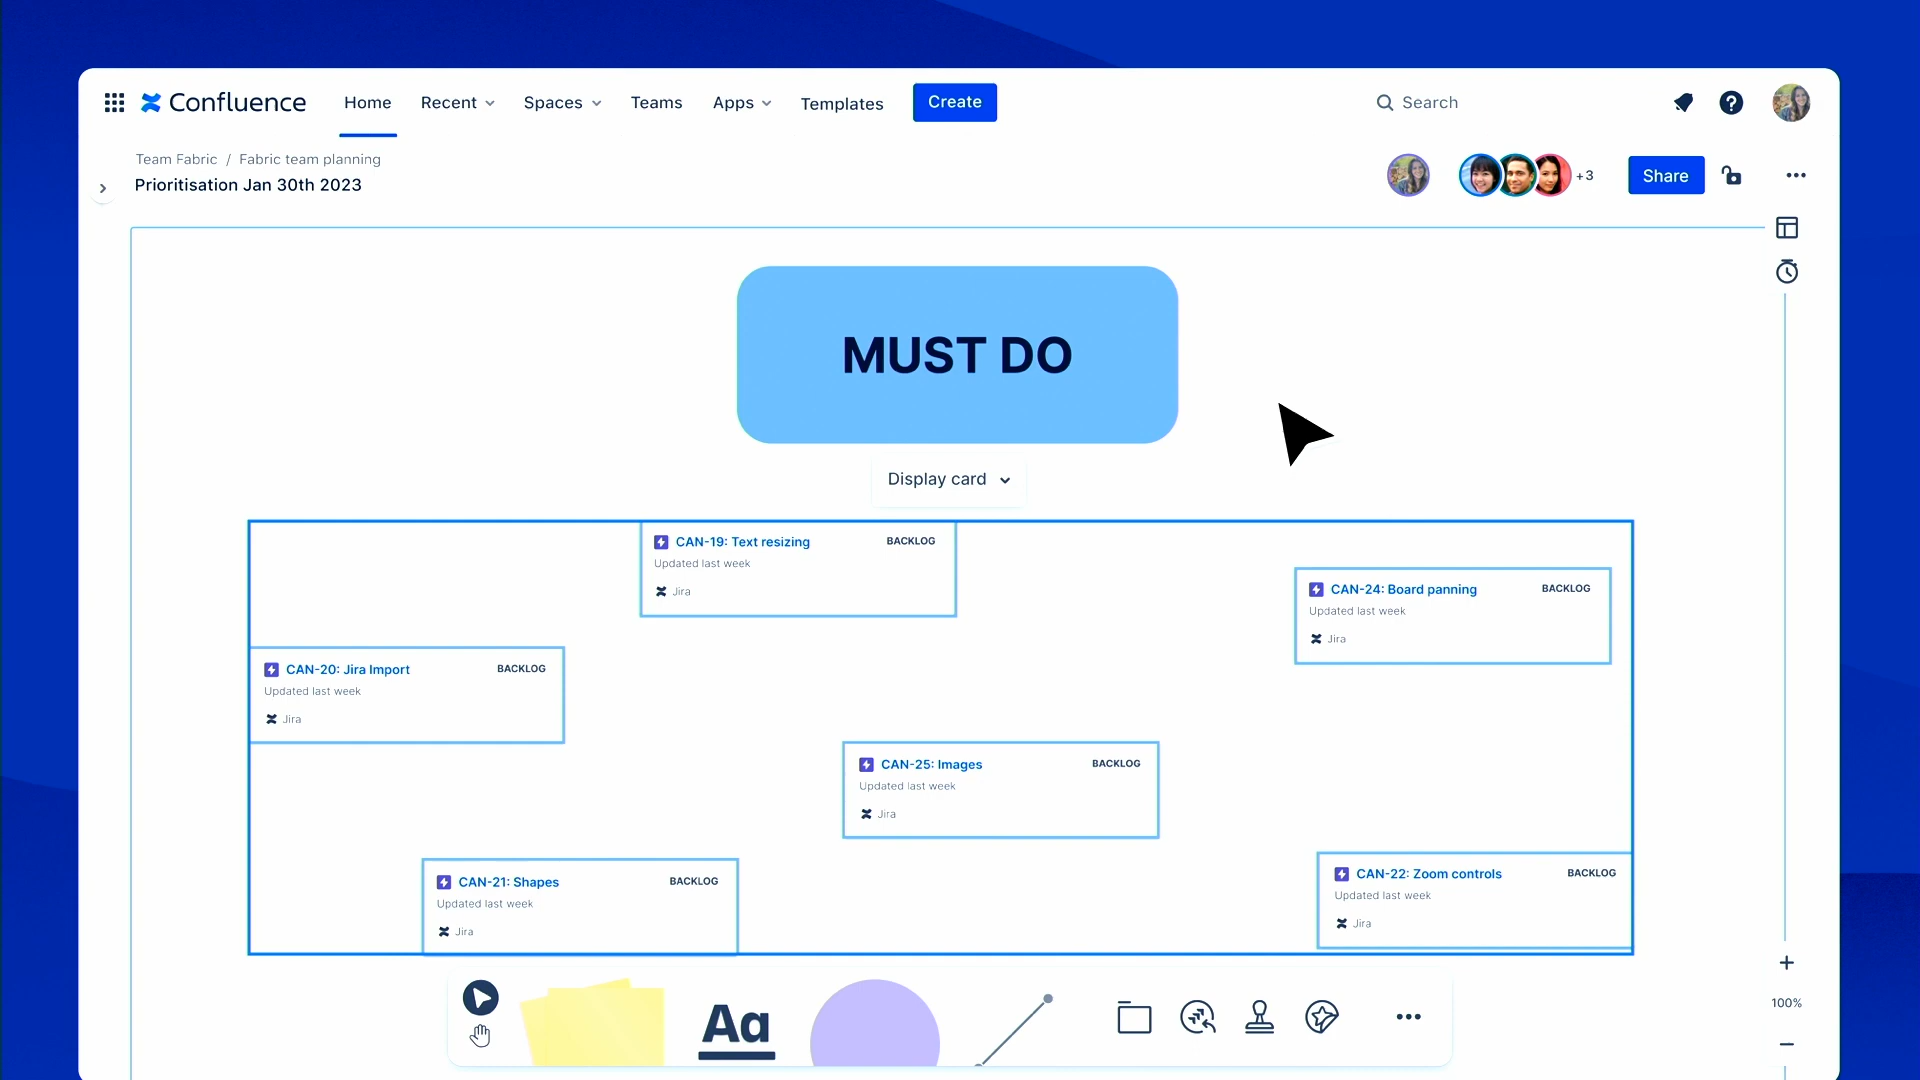 Confluence Home Recent Spaces Teams Apps Templates Create Search
Team Fabric / Fabric team planning
Prioritisation Jan 30th 2023
+3 Share
MUST DO
Display card
CAN-19: Text resizing BACKLOG
Updated last week
Jira
CAN-24: Board panning BACKLOG
Updated last week
Jira
CAN-20: Jira Import BACKLOG
Updated last week
Jira
CAN-25: Images BACKLOG
Updated last week
Jira
CAN-21: Shapes BACKLOG
Updated last week
Jira
CAN-22: Zoom controls BACKLOG
Updated last week
Jira
Aa
100%